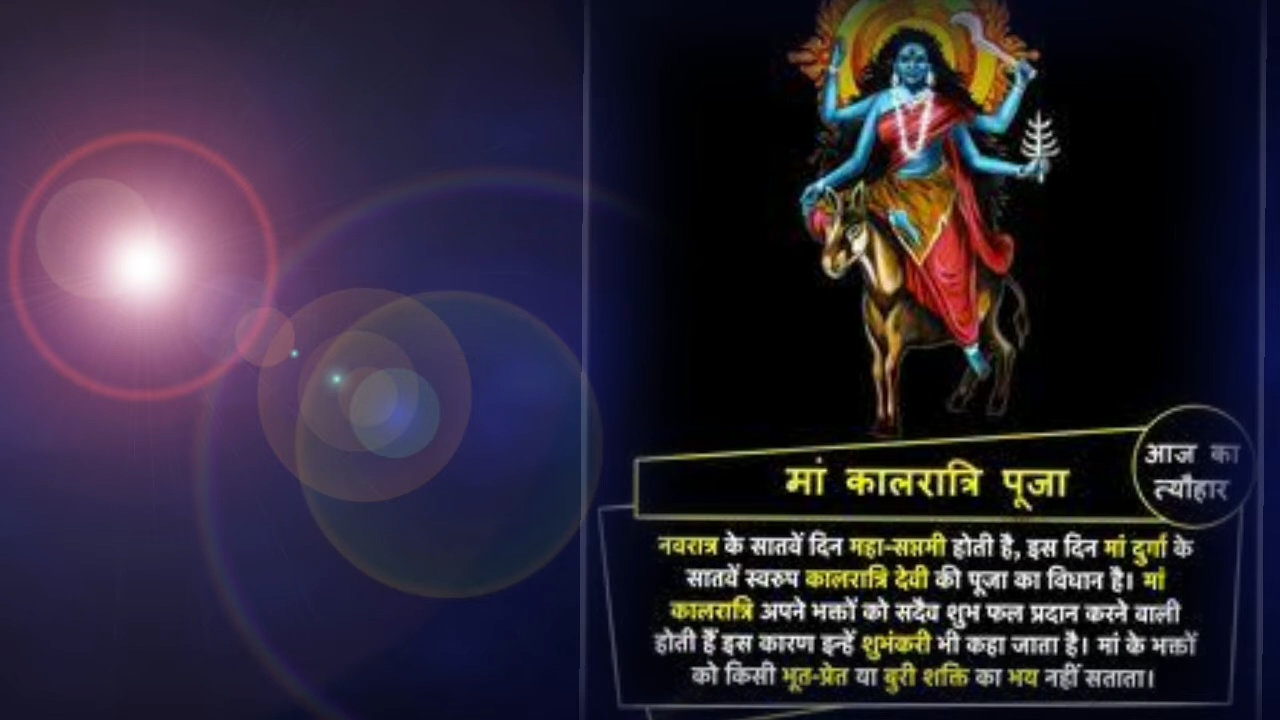 मां कालरात्रि पूजा
आज का
त्यौहार
नवरात्र के सातवें दिन महा-सप्तमी होती है, इस दिन मां दुर्गा के
सातवें स्वरुप कालरात्रि देवी की पूजा का विधान है। मां
कालरात्रि अपने भक्तों को सदैव शुभ फल प्रदान करने वाली
होती हैं इस कारण इन्हें शुभंकरी भी कहा जाता है। मां के भक्तों
को किसी भूत-प्रेत या बुरी शक्ति का भय नहीं सताता।